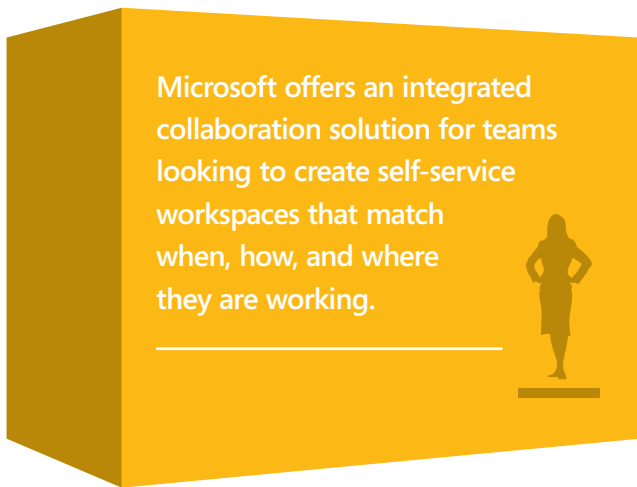 Microsoft offers an integrated
collaboration solution for teams
looking to create self-service
workspaces that match
when, how, and where
they are working.